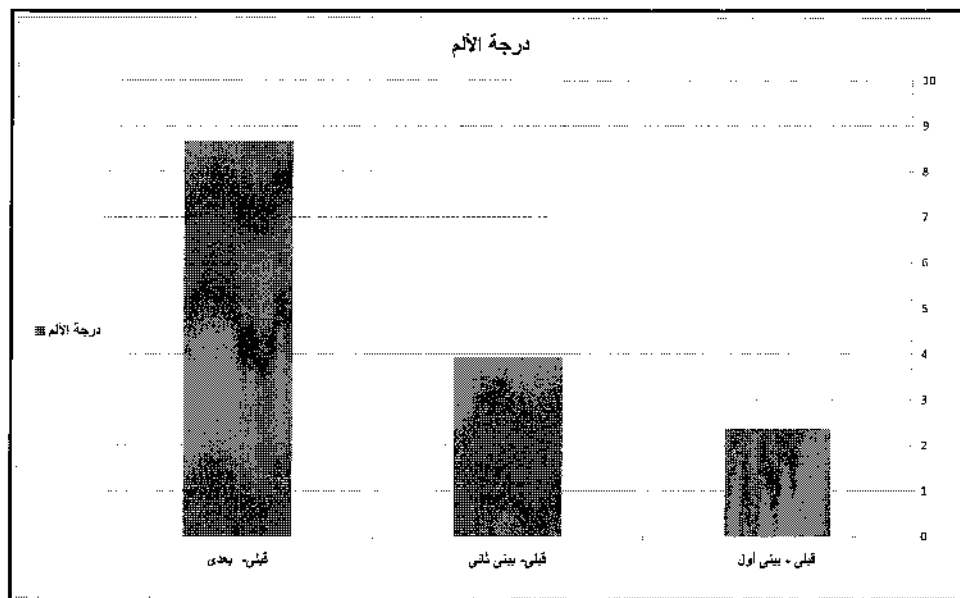 درجة الألم
10
9
8
7
6
5
4
3
2
1
0
درجة الألم
قبلي - بيني أول
قبلي- بيني ثاني
قبلي- بعدى